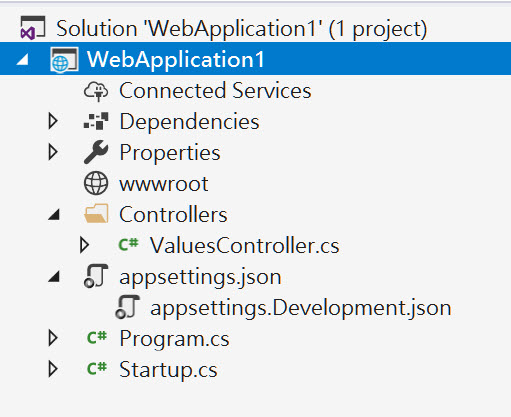 Solution 'WebApplication1' (1 project)
WebApplication1
Connected Services
Dependencies
Properties
wwwroot
Controllers
C# ValuesController.cs
appsettings.json
appsettings.Development.json
C# Program.cs
C# Startup.cs